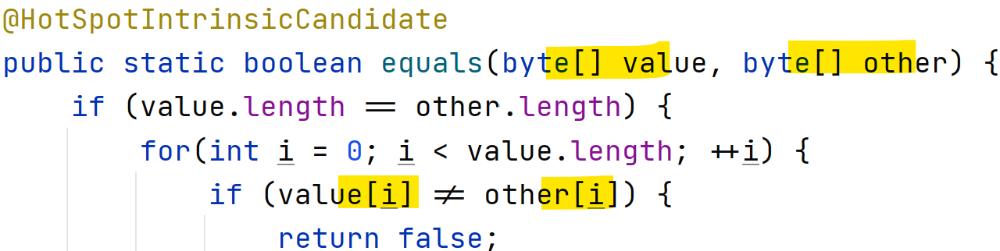 @HotSpotIntrinsicCandidate
public static boolean equals(byte[] value, byte[] other) {
if (value.length == other.length) {
for(int i = 0; i < value.length; ++i) {
if (value[i] != other[i]) {
return false;